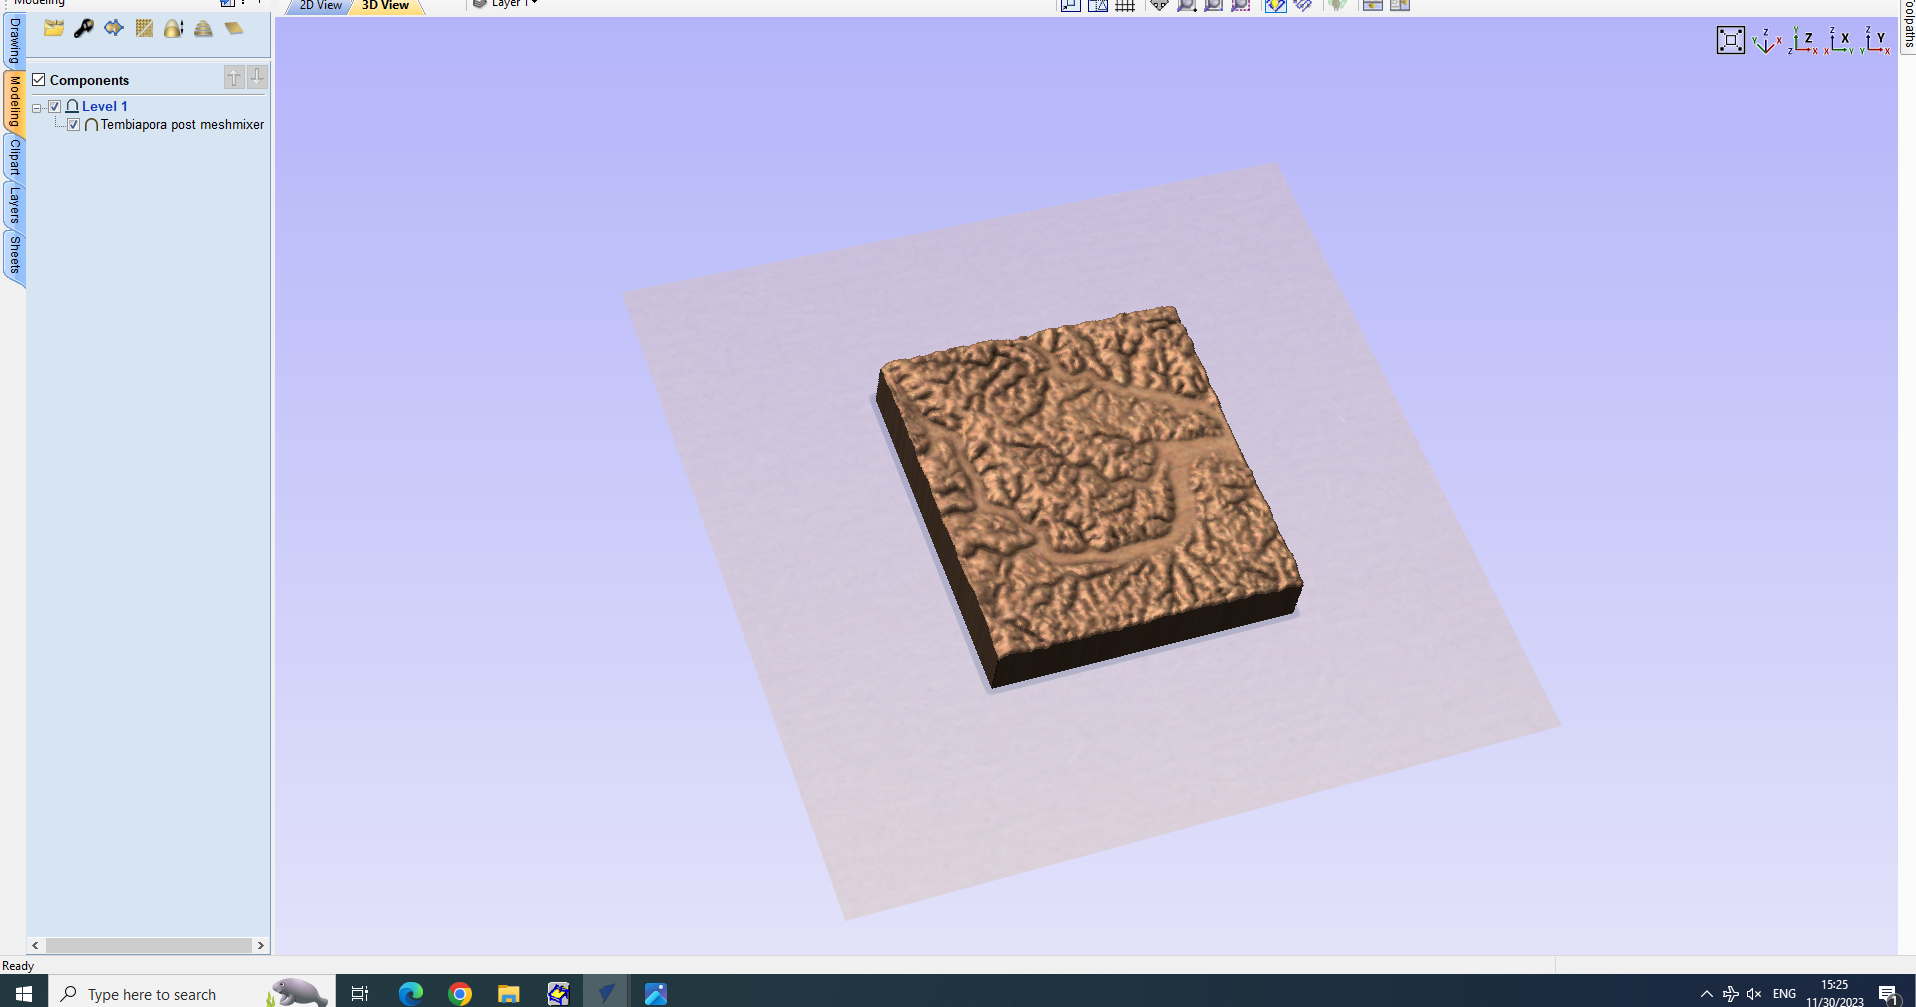 Modeling
2D View
3D View
Layer 1
Drawing
Modeling
Clipart
Layers
Sheets
Components
Level 1
Tembiapora post meshmixer
Z
Y X
Y
Z
Z X
Z
X
X Y
Z
Y
Y X
Toolpaths
Ready
Type here to search
ENG
15:25
11/30/2023
1